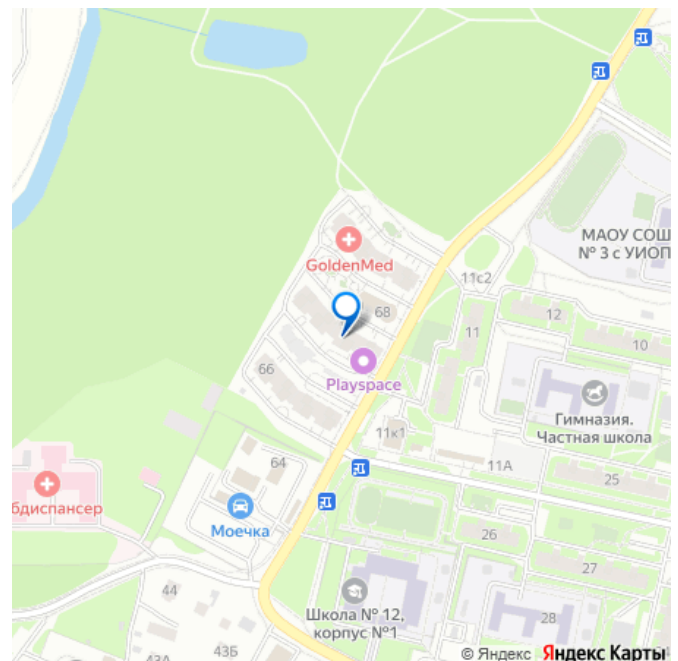 МАОУ СОШ
№ 3 с УИОП
GoldenMed
11с2
68
12
11
10
66
Playspace
Гимназия.
Частная школа
11к1
64
11А
25
бдиспансер
Моечка
26
27
44
Школа № 12,
корпус №1
28
43Б
43А
© Яндекс Яндекс Карты